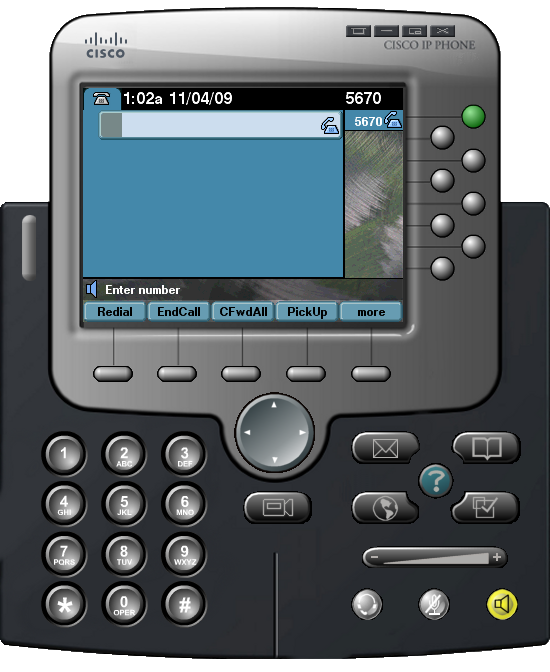 CISCO
CISCO IP PHONE
1:02a 11/04/09 5670
5670
Enter number
Redial EndCall CFwdAll PickUp more
1
2 ABC
3 DEF
4 GHI
5 JKL
6 MNO
7 PQRS
8 TUV
9 WXYZ
*
0 OPER
#
?
- +